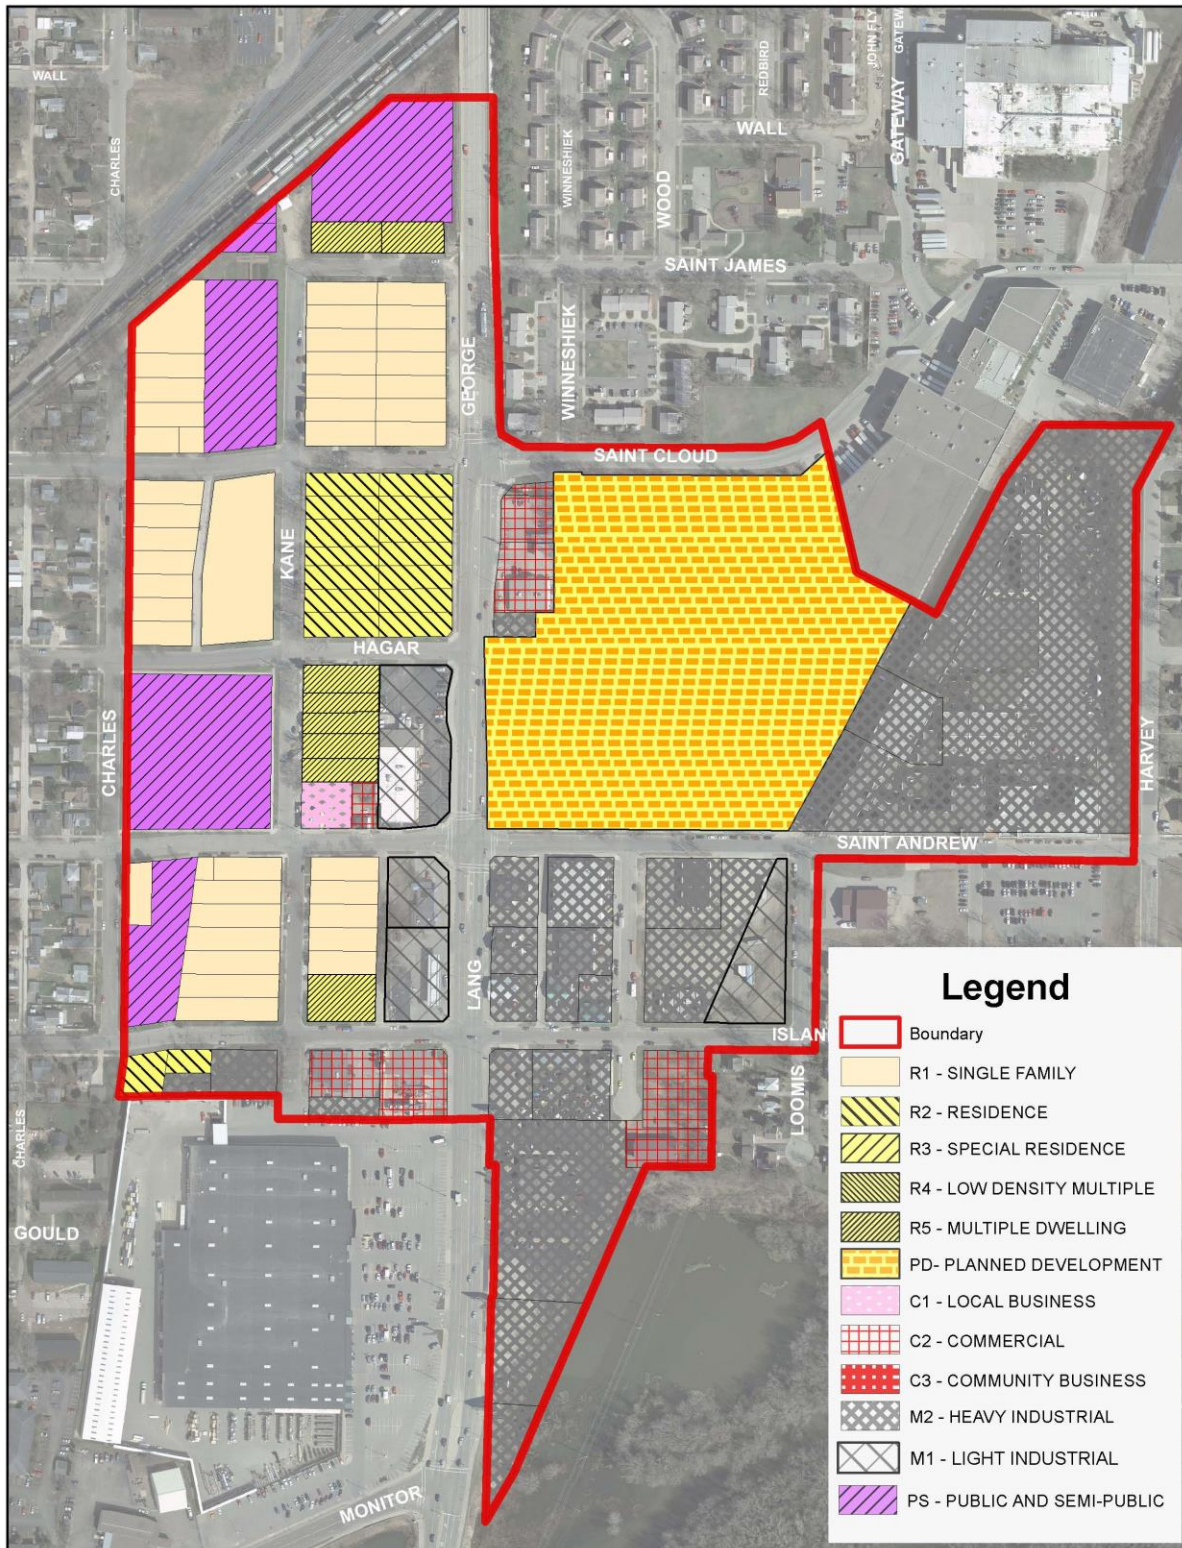 WALL
CHARLES
WINNESHIEK
WOOD
REDBIRD
JOHN FLY
GATEW
GATEWAY
WALL
SAINT JAMES
GEORGE
WINNESHIEK
SAINT CLOUD
KANE
HAGAR
CHARLES
HARVEY
SAINT ANDREW
LANG
ISLAN
LOOMIS
CHARLES
GOULD
MONITOR
Legend
Boundary
R1 - SINGLE FAMILY
R2 - RESIDENCE
R3 - SPECIAL RESIDENCE
R4 - LOW DENSITY MULTIPLE
R5 - MULTIPLE DWELLING
PD- PLANNED DEVELOPMENT
C1 - LOCAL BUSINESS
C2 - COMMERCIAL
C3 - COMMUNITY BUSINESS
M2 - HEAVY INDUSTRIAL
M1 - LIGHT INDUSTRIAL
PS - PUBLIC AND SEMI-PUBLIC